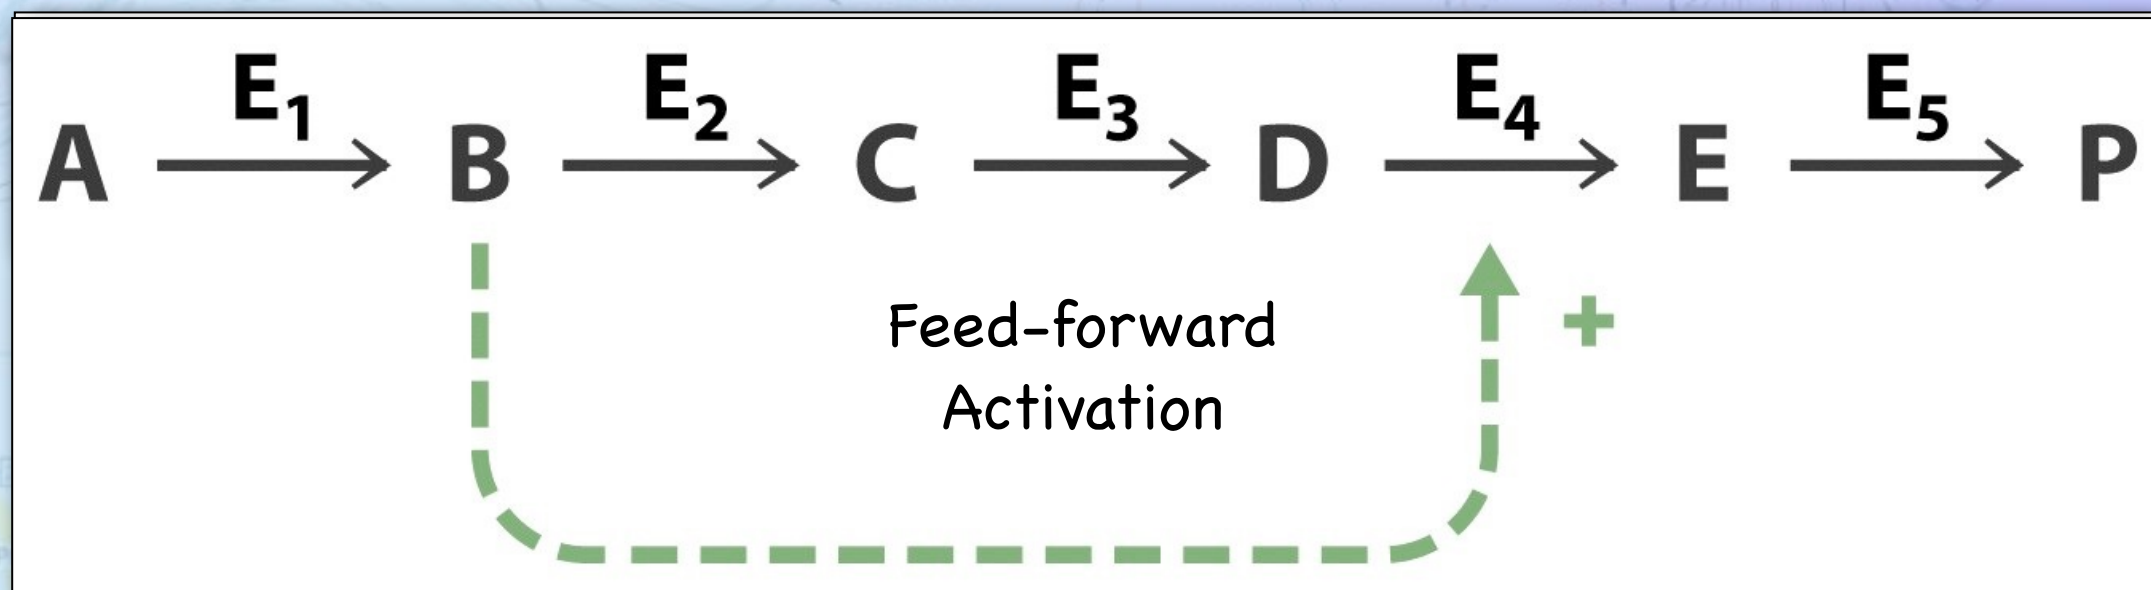 E₁ E₂ E₃ E₄ E₅
A B C D E P
Feed-forward
Activation
+